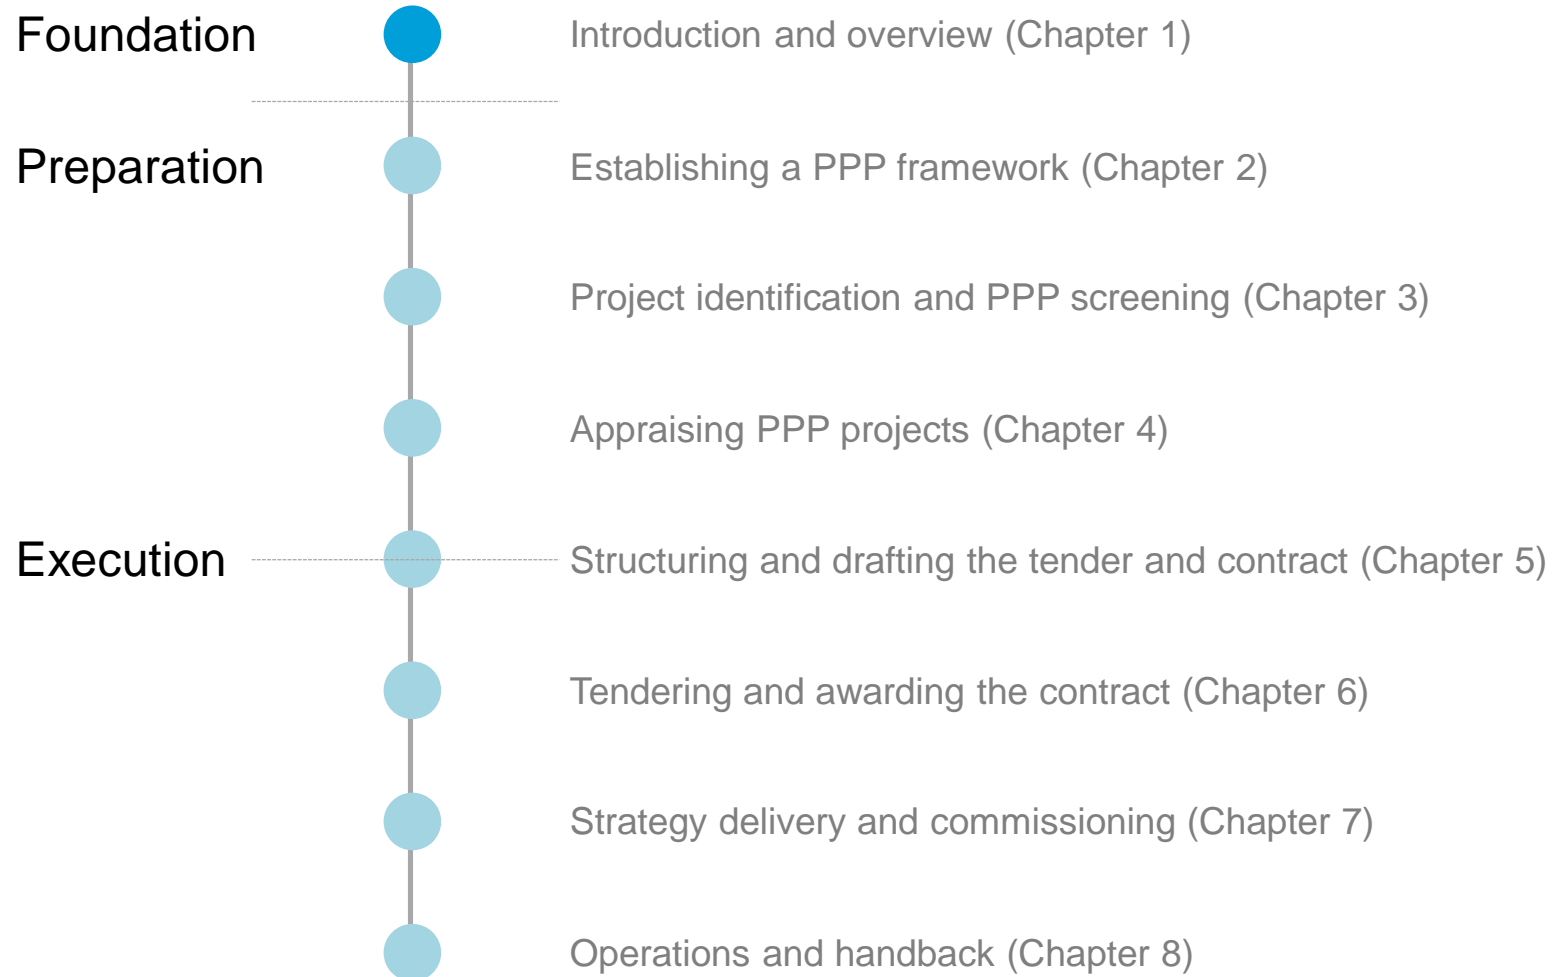 Foundation
Introduction and overview (Chapter 1)
Preparation
Establishing a PPP framework (Chapter 2)
Project identification and PPP screening (Chapter 3)
Appraising PPP projects (Chapter 4)
Execution
Structuring and drafting the tender and contract (Chapter 5)
Tendering and awarding the contract (Chapter 6)
Strategy delivery and commissioning (Chapter 7)
Operations and handback (Chapter 8)